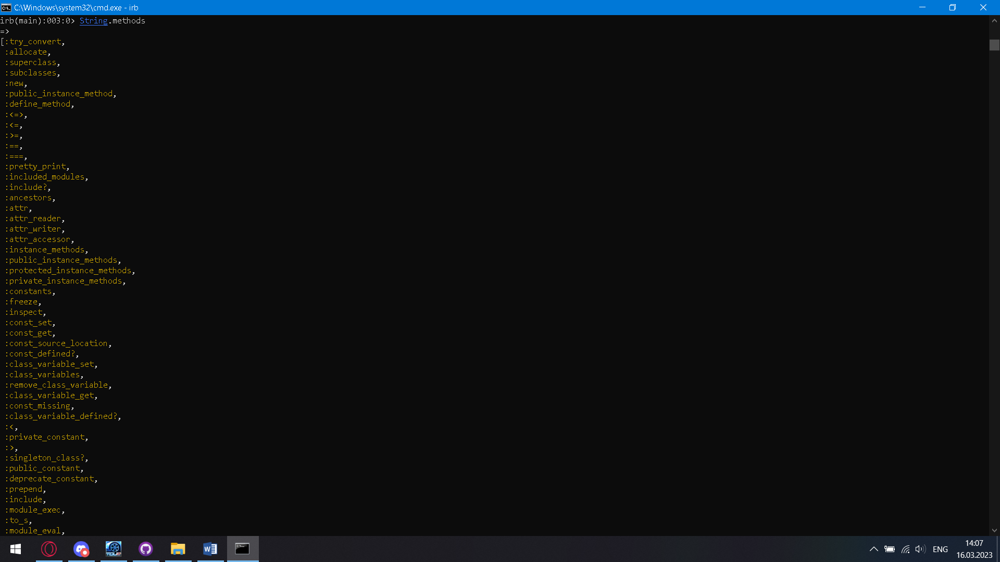 C:\Windows\system32\cmd.exe - irb
irb(main):003:0> String.methods
=>
[:try_convert,
 :allocate,
 :superclass,
 :subclasses,
 :new,
 :public_instance_method,
 :define_method,
 :<=>,
 :<=,
 :>=,
 :==,
 :===,
 :pretty_print,
 :included_modules,
 :include?,
 :ancestors,
 :attr,
 :attr_reader,
 :attr_writer,
 :attr_accessor,
 :instance_methods,
 :public_instance_methods,
 :protected_instance_methods,
 :private_instance_methods,
 :constants,
 :freeze,
 :inspect,
 :const_set,
 :const_get,
 :const_source_location,
 :const_defined?,
 :class_variable_set,
 :class_variables,
 :remove_class_variable,
 :class_variable_get,
 :const_missing,
 :class_variable_defined?,
 :<,
 :private_constant,
 :>,
 :singleton_class?,
 :public_constant,
 :deprecate_constant,
 :prepend,
 :include,
 :module_exec,
 :to_s,
 :module_eval,
ENG
14:07
16.03.2023